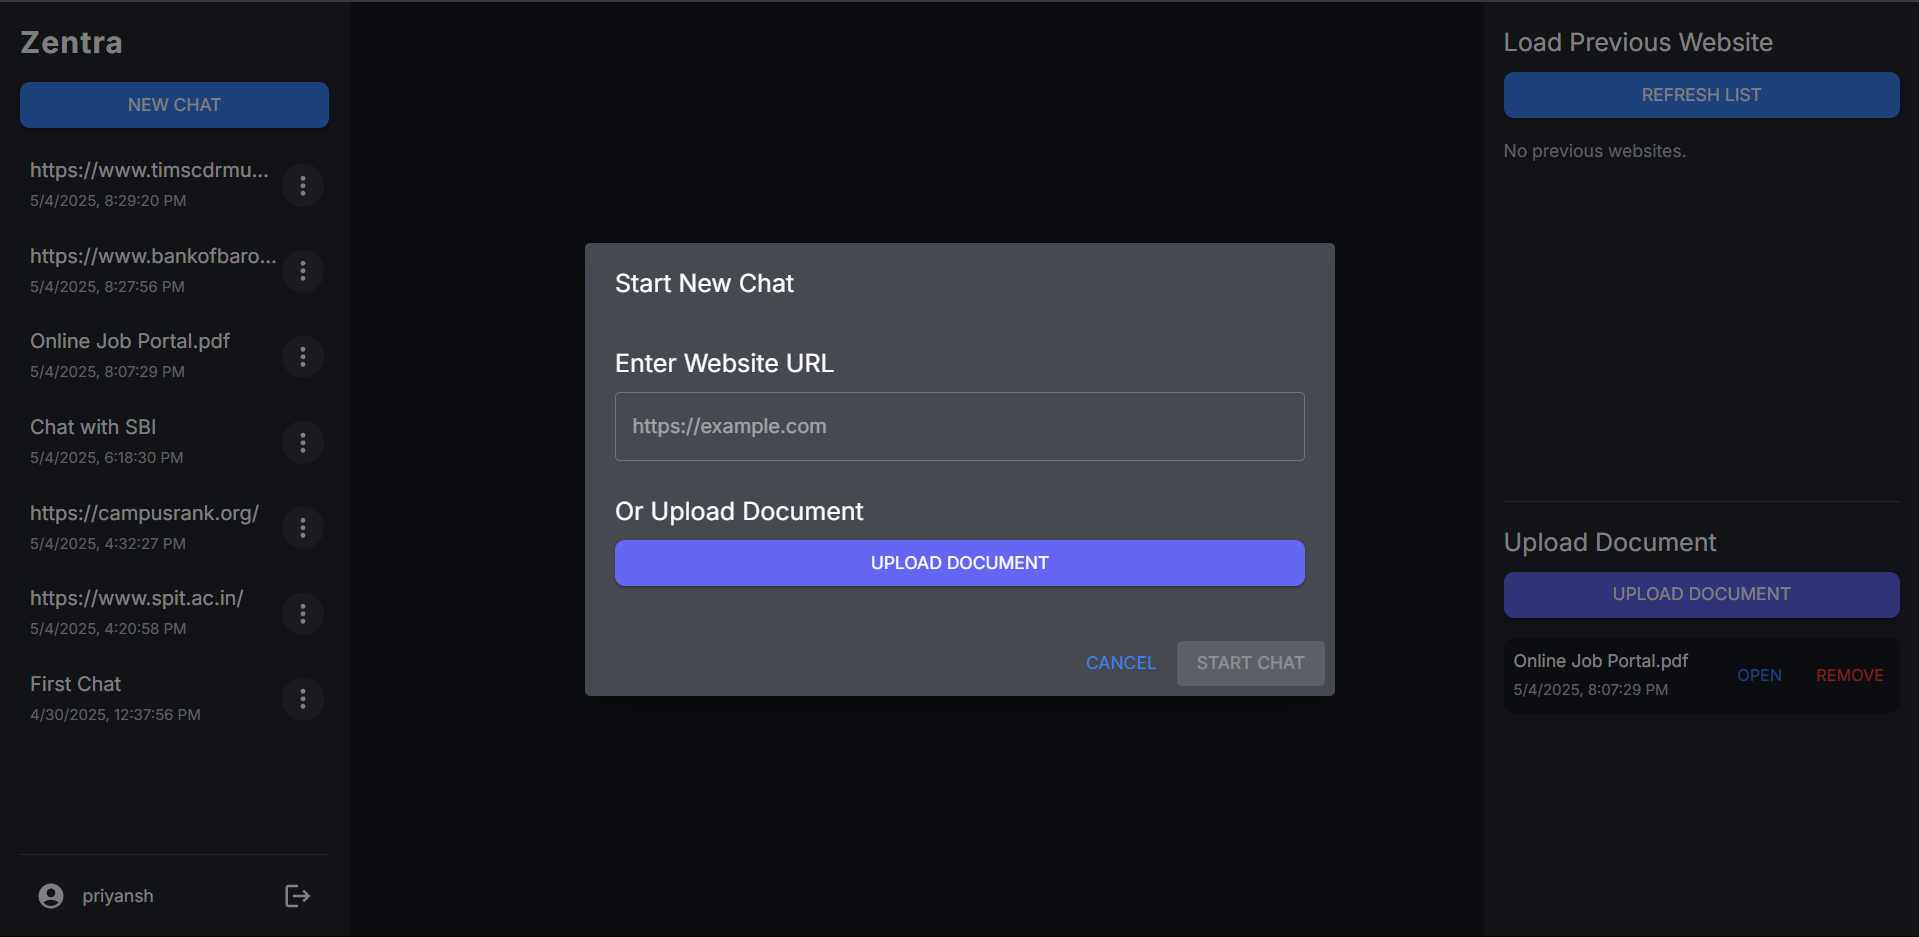 Zentra
NEW CHAT
https://www.timscdrmu...
5/4/2025, 8:29:20 PM
https://www.bankofbaro...
5/4/2025, 8:27:56 PM
Online Job Portal.pdf
5/4/2025, 8:07:29 PM
Chat with SBI
5/4/2025, 6:18:30 PM
https://campusrank.org/
5/4/2025, 4:32:27 PM
https://www.spit.ac.in/
5/4/2025, 4:20:58 PM
First Chat
4/30/2025, 12:37:56 PM
priyansh
Start New Chat
Enter Website URL
https://example.com
Or Upload Document
UPLOAD DOCUMENT
CANCEL
START CHAT
Load Previous Website
REFRESH LIST
No previous websites.
Upload Document
UPLOAD DOCUMENT
Online Job Portal.pdf
5/4/2025, 8:07:29 PM
OPEN
REMOVE